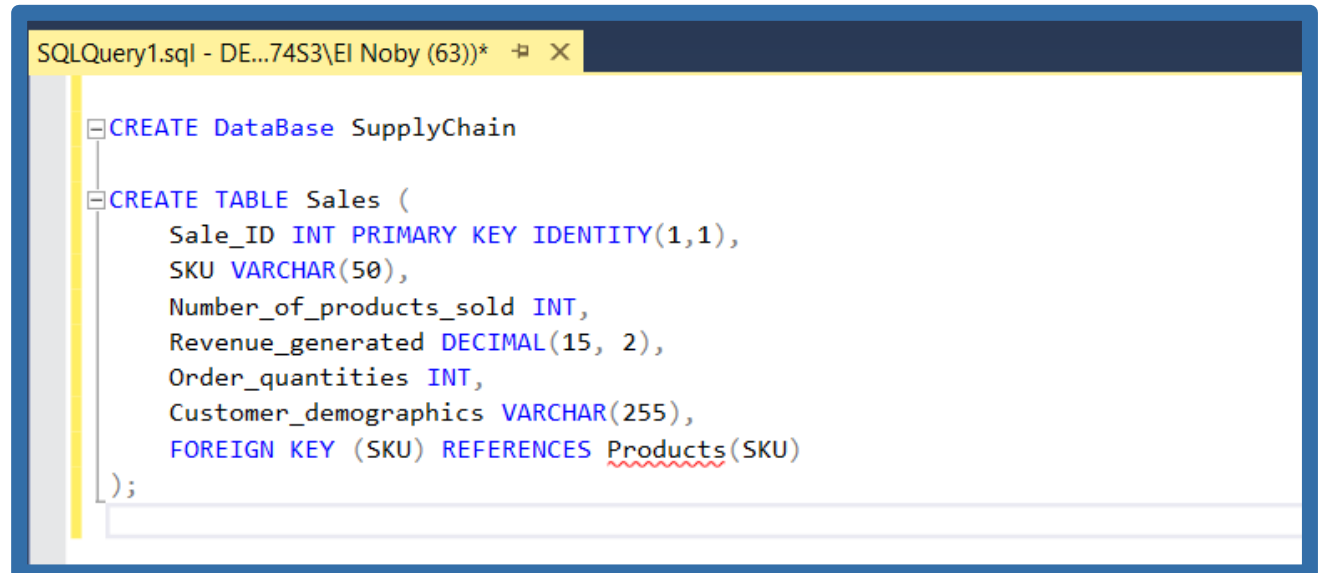 SQLQuery1.sql - DE...74S3\El Noby (63))*
CREATE DataBase SupplyChain
CREATE TABLE Sales (
Sale_ID INT PRIMARY KEY IDENTITY(1,1),
SKU VARCHAR(50),
Number_of_products_sold INT,
Revenue_generated DECIMAL(15, 2),
Order_quantities INT,
Customer_demographics VARCHAR(255),
FOREIGN KEY (SKU) REFERENCES Products(SKU)
);